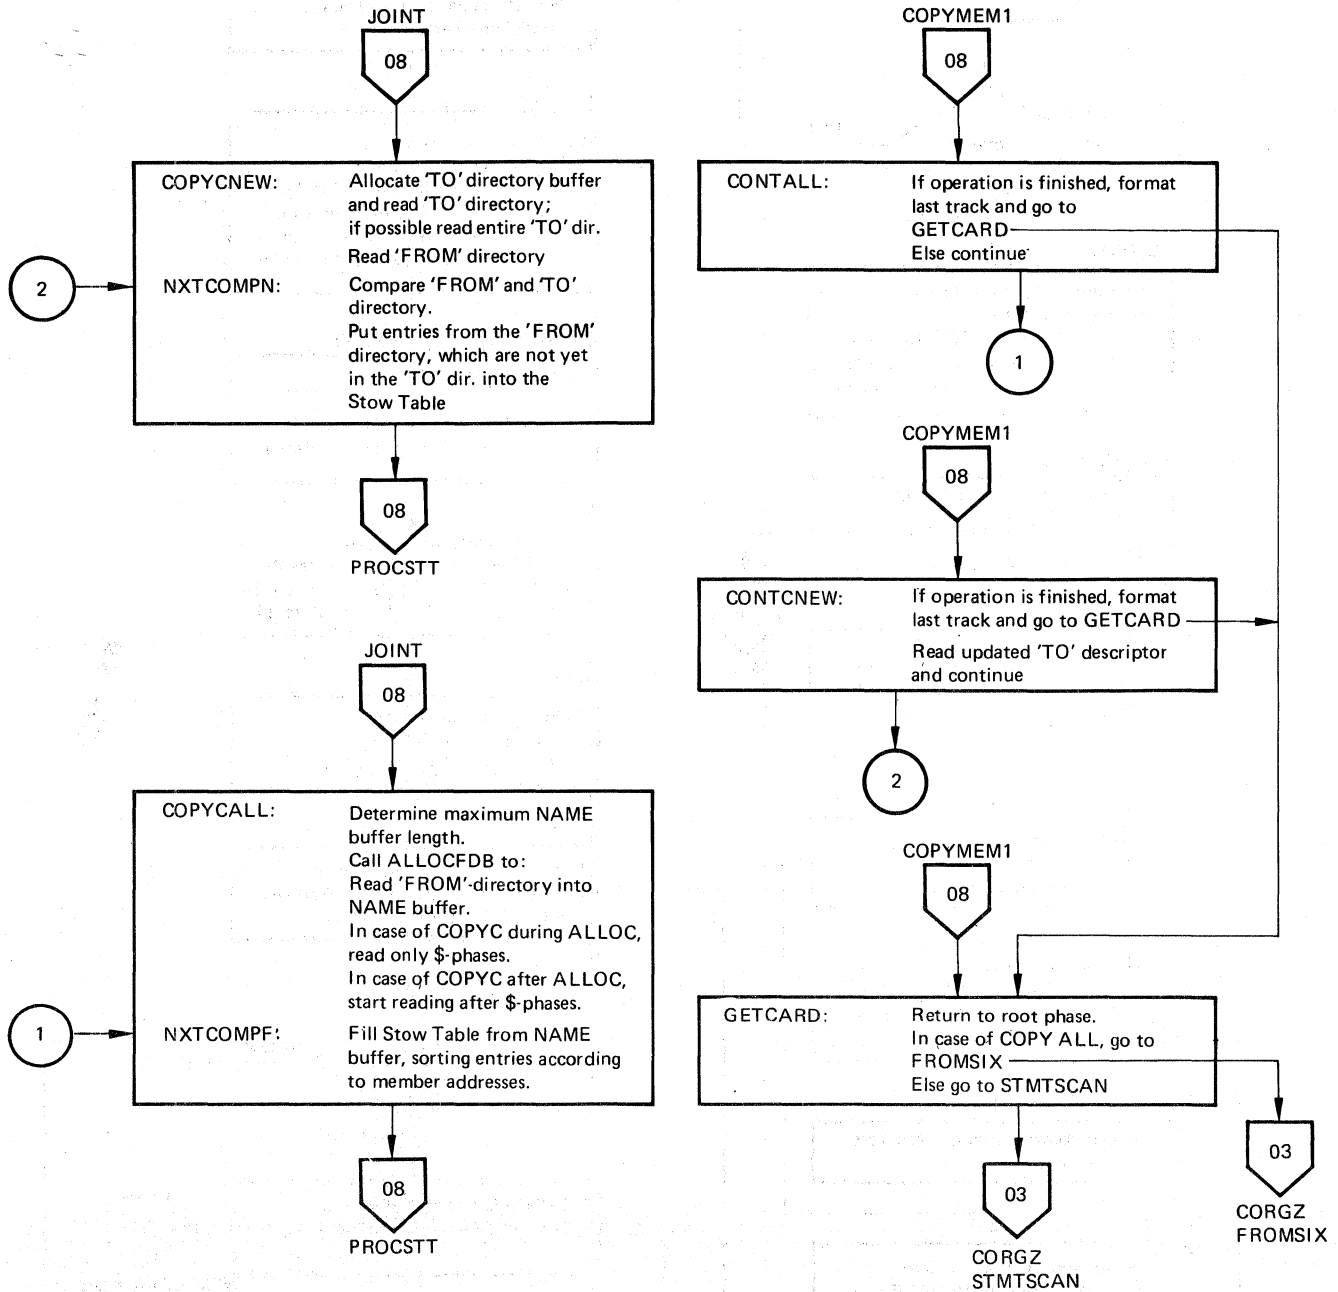 JOINT
08
COPYCNEW: Allocate 'TO' directory buffer
and read 'TO' directory;
if possible read entire 'TO' dir.
Read 'FROM' directory
2
NXTCOMPN: Compare 'FROM' and 'TO'
directory.
Put entries from the 'FROM'
directory, which are not yet
in the 'TO' dir. into the
Stow Table
08
PROCSTT
JOINT
08
COPYCALL: Determine maximum NAME
buffer length.
Call ALLOCFDB to:
Read 'FROM'-directory into
NAME buffer.
In case of COPYC during ALLOC,
read only $-phases.
In case of COPYC after ALLOC,
start reading after $-phases.
1
NXTCOMPF: Fill Stow Table from NAME
buffer, sorting entries according
to member addresses.
08
PROCSTT
COPYMEM1
08
CONTALL: If operation is finished, format
last track and go to
GETCARD
Else continue
1
COPYMEM1
08
CONTCNEW: If operation is finished, format
last track and go to GETCARD
Read updated 'TO' descriptor
and continue
2
COPYMEM1
08
GETCARD: Return to root phase.
In case of COPY ALL, go to
FROMSIX
Else go to STMTSCAN
03
CORGZ
STMTSCAN
03
CORGZ
FROMSIX